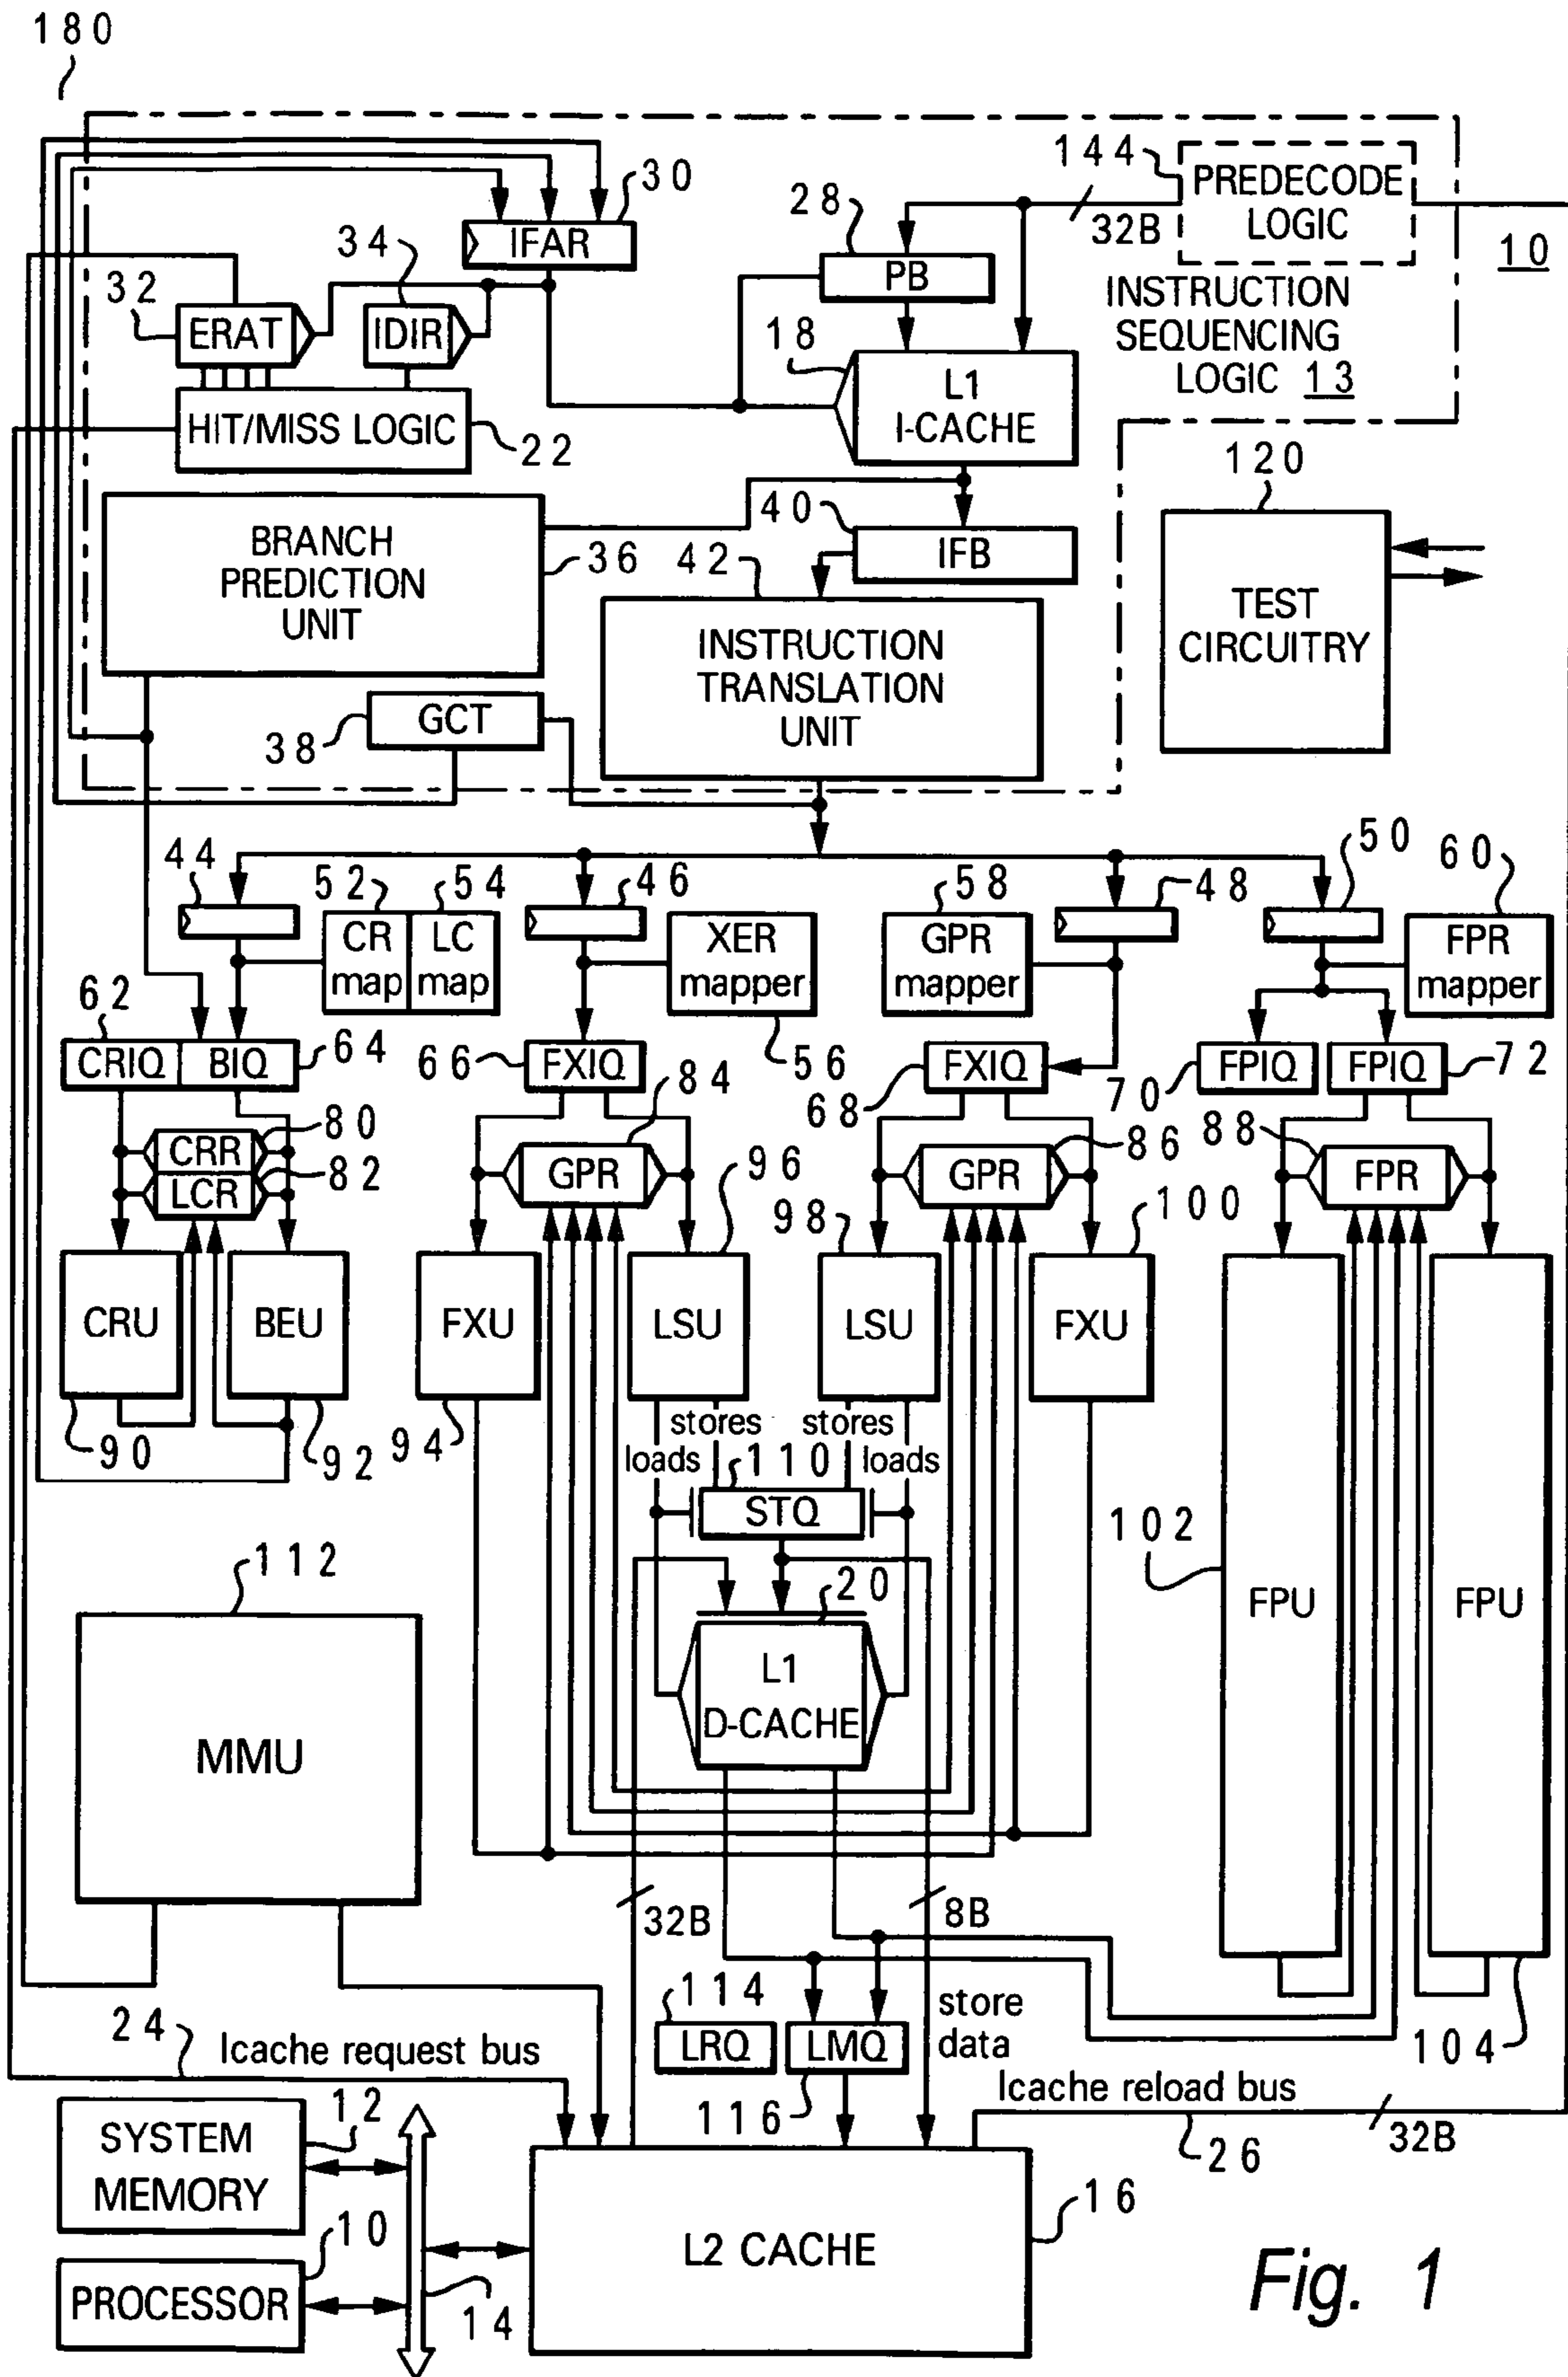 180
144
PREDECODE
LOGIC
30
28
32B
10
34
IFAR
PB
INSTRUCTION
SEQUENCING
LOGIC 13
32
ERAT
IDIR
18
L1
I-CACHE
HIT/MISS LOGIC
22
120
40
BRANCH
PREDICTION
UNIT
36
42
IFB
TEST
CIRCUITRY
INSTRUCTION
TRANSLATION
UNIT
GCT
38
44
52
54
46
58
48
50
60
CR
map
LC
map
XER
mapper
GPR
mapper
FPR
mapper
62
CRIQ
BIQ
64
66
FXIQ
56
68
FXIQ
70
FPIQ
FPIQ
72
84
80
CRR
LCR
82
GPR
96
GPR
86
88
FPR
98
100
CRU
BEU
FXU
LSU
LSU
FXU
90
92
94
stores
stores
loads
110
loads
STQ
102
112
20
FPU
FPU
L1
D-CACHE
MMU
32B
8B
114
store
data
24
Icache request bus
LRQ
LMQ
104
116
Icache reload bus
32B
26
SYSTEM
MEMORY
12
16
10
L2 CACHE
PROCESSOR
14
Fig. 1